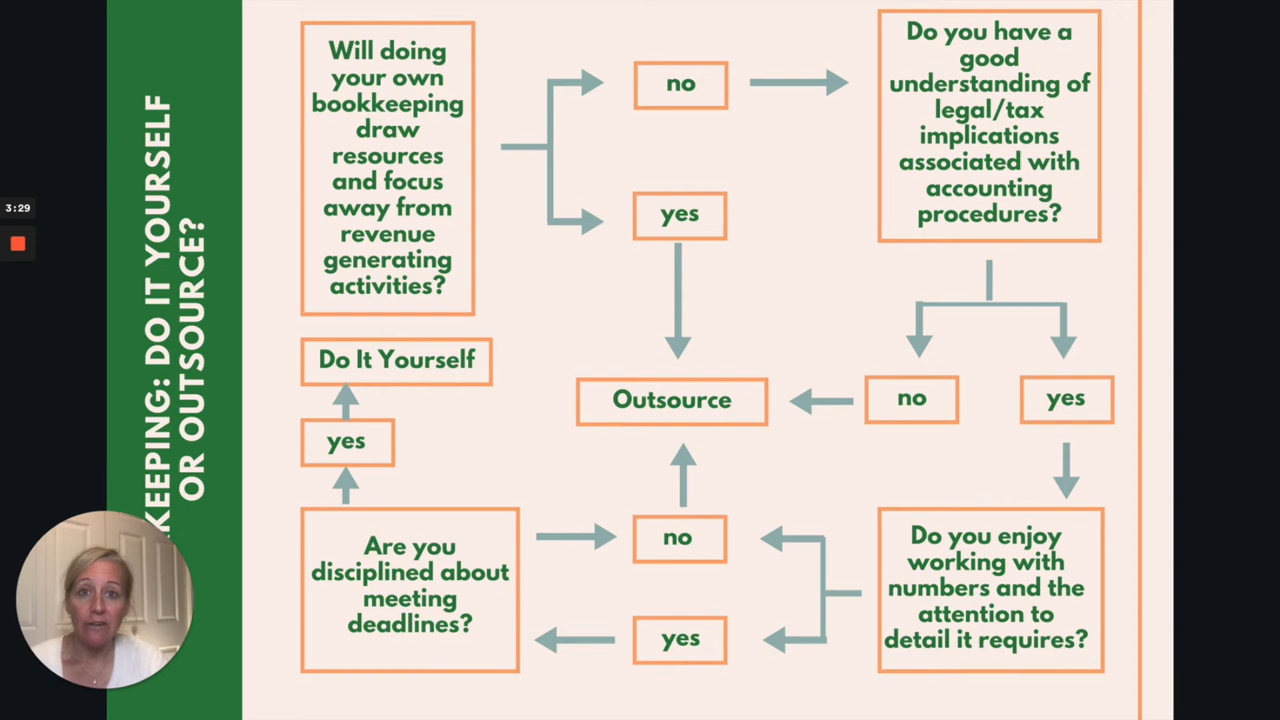 3:29
KEEPING: DO IT YOURSELF
OR OUTSOURCE?
Will doing
your own
bookkeeping
draw
resources
and focus
away from
revenue
generating
activities?
no
yes
Do you have a
good
understanding of
legal/tax
implications
associated with
accounting
procedures?
no
yes
Outsource
Do It Yourself
yes
Are you
disciplined about
meeting
deadlines?
no
yes
Do you enjoy
working with
numbers and the
attention to
detail it requires?